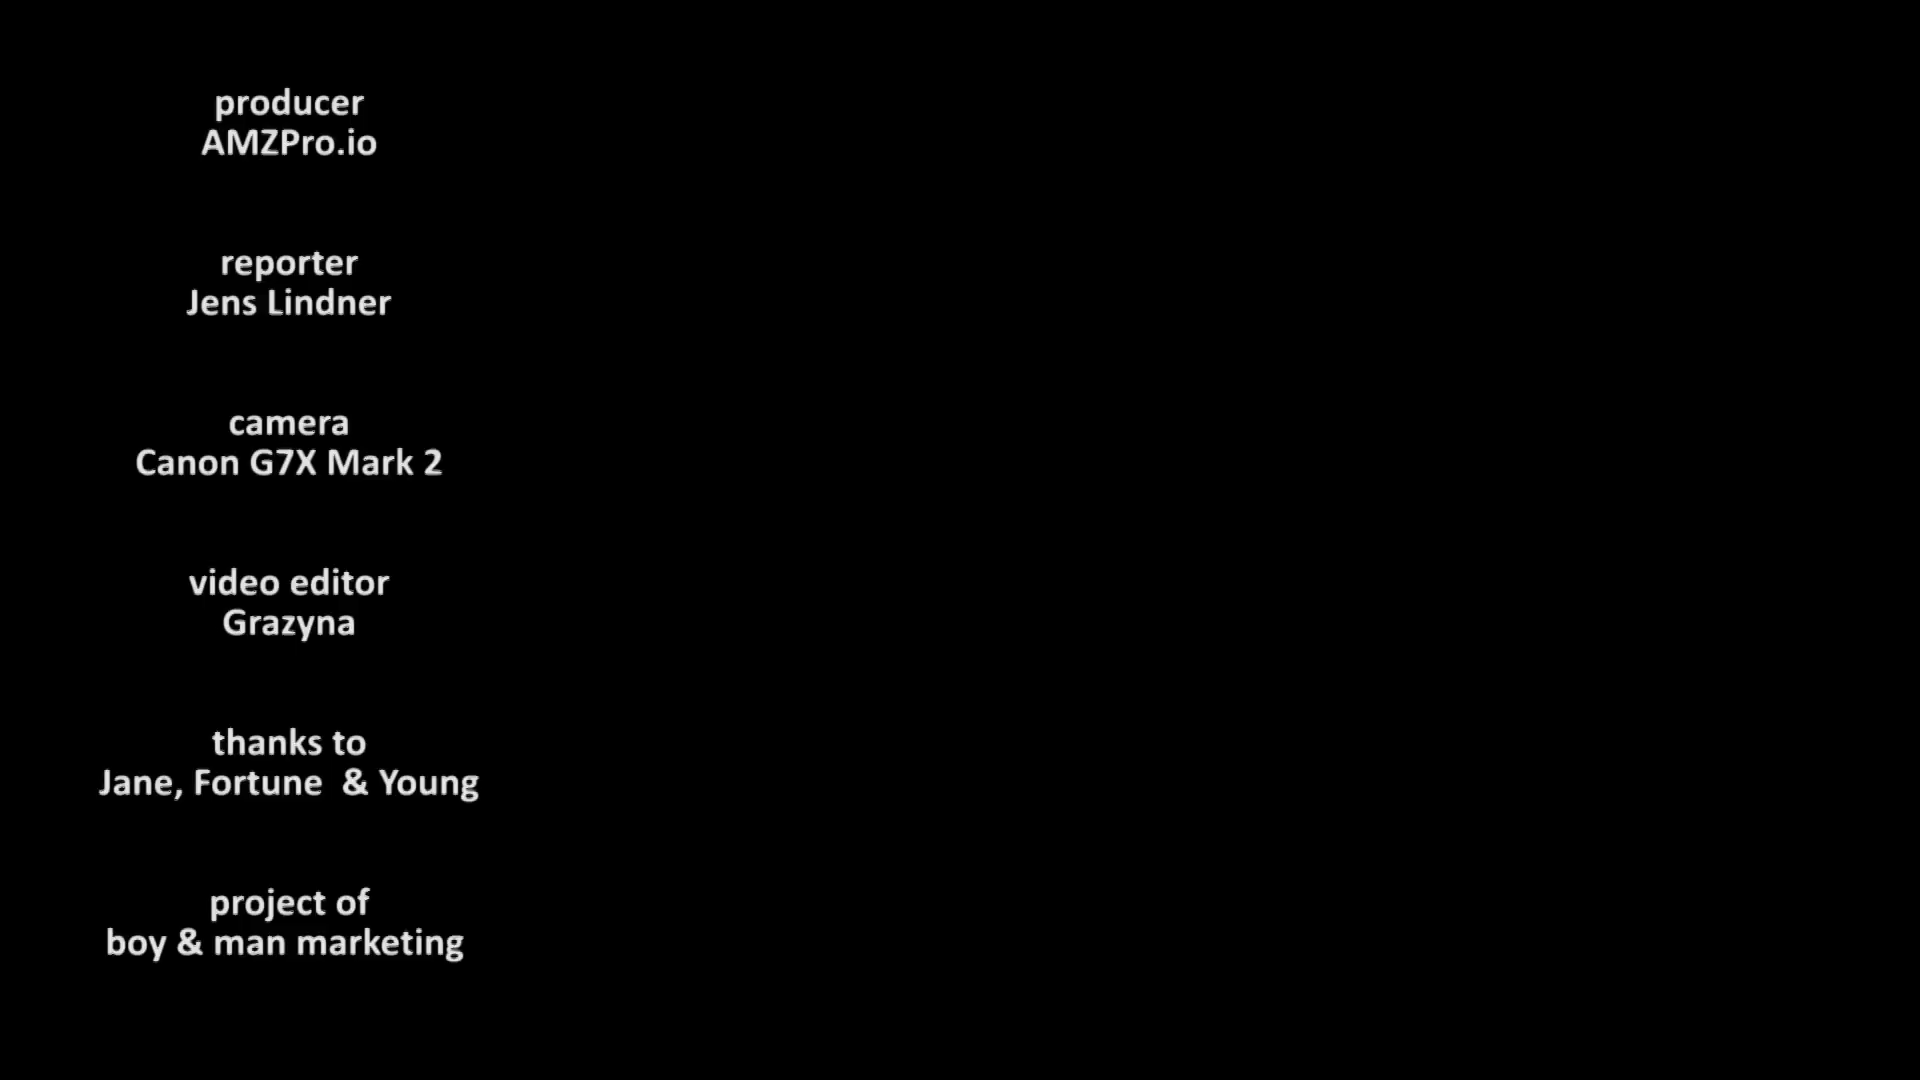 producer
AMZPro.io
reporter
Jens Lindner
camera
Canon G7X Mark 2
video editor
Grazyna
thanks to
Jane, Fortune  & Young
project of
boy & man marketing